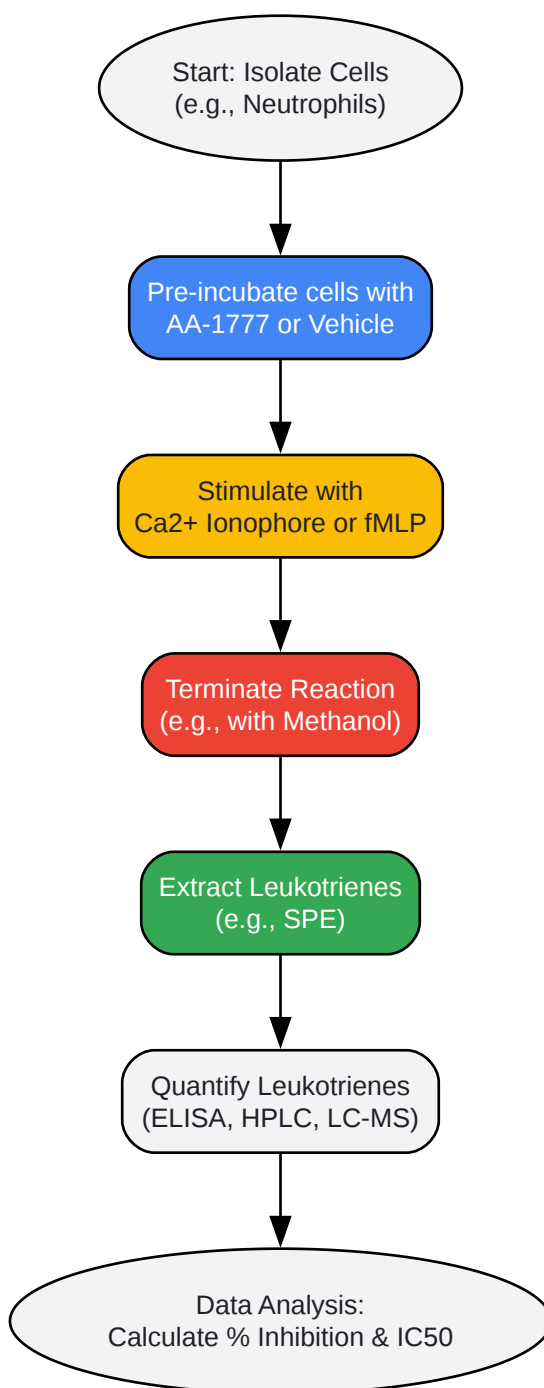 Start: Isolate Cells
(e.g., Neutrophils)
Pre-incubate cells with
AA-1777 or Vehicle
Stimulate with
Ca2+ Ionophore or fMLP
Terminate Reaction
(e.g., with Methanol)
Extract Leukotrienes
(e.g., SPE)
Quantify Leukotrienes
(ELISA, HPLC, LC-MS)
Data Analysis:
Calculate % Inhibition & IC50